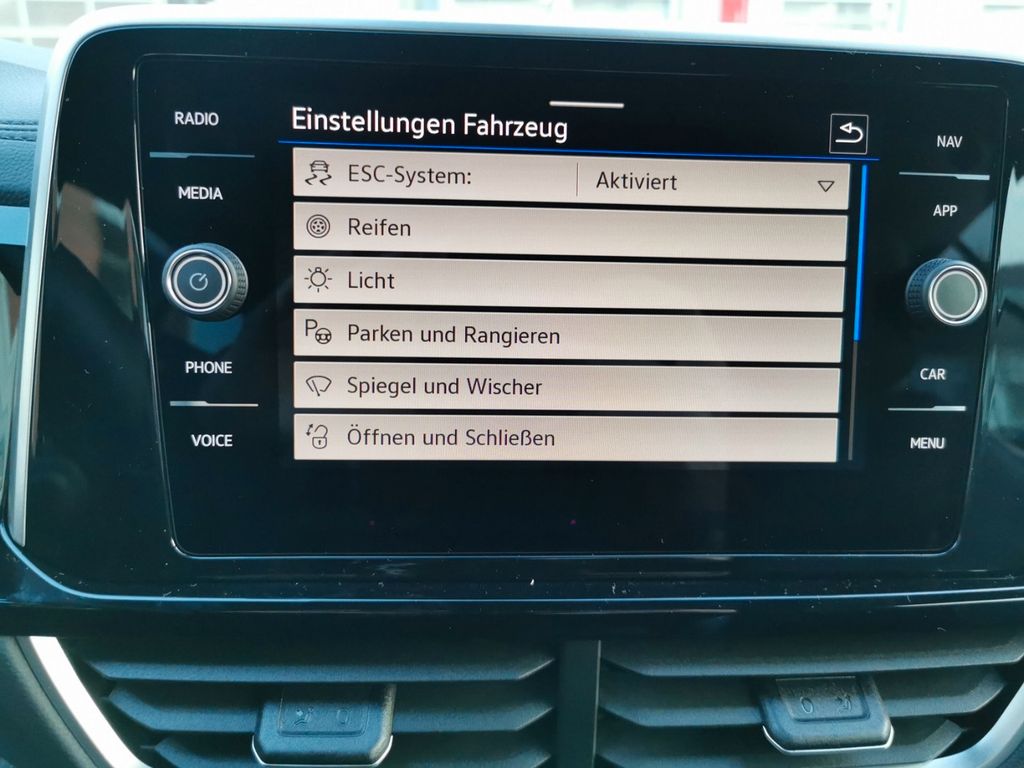 RADIO
MEDIA
PHONE
VOICE
Einstellungen Fahrzeug
ESC-System: Aktiviert
Reifen
Licht
P Parken und Rangieren
Spiegel und Wischer
Öffnen und Schließen
NAV
APP
CAR
MENU